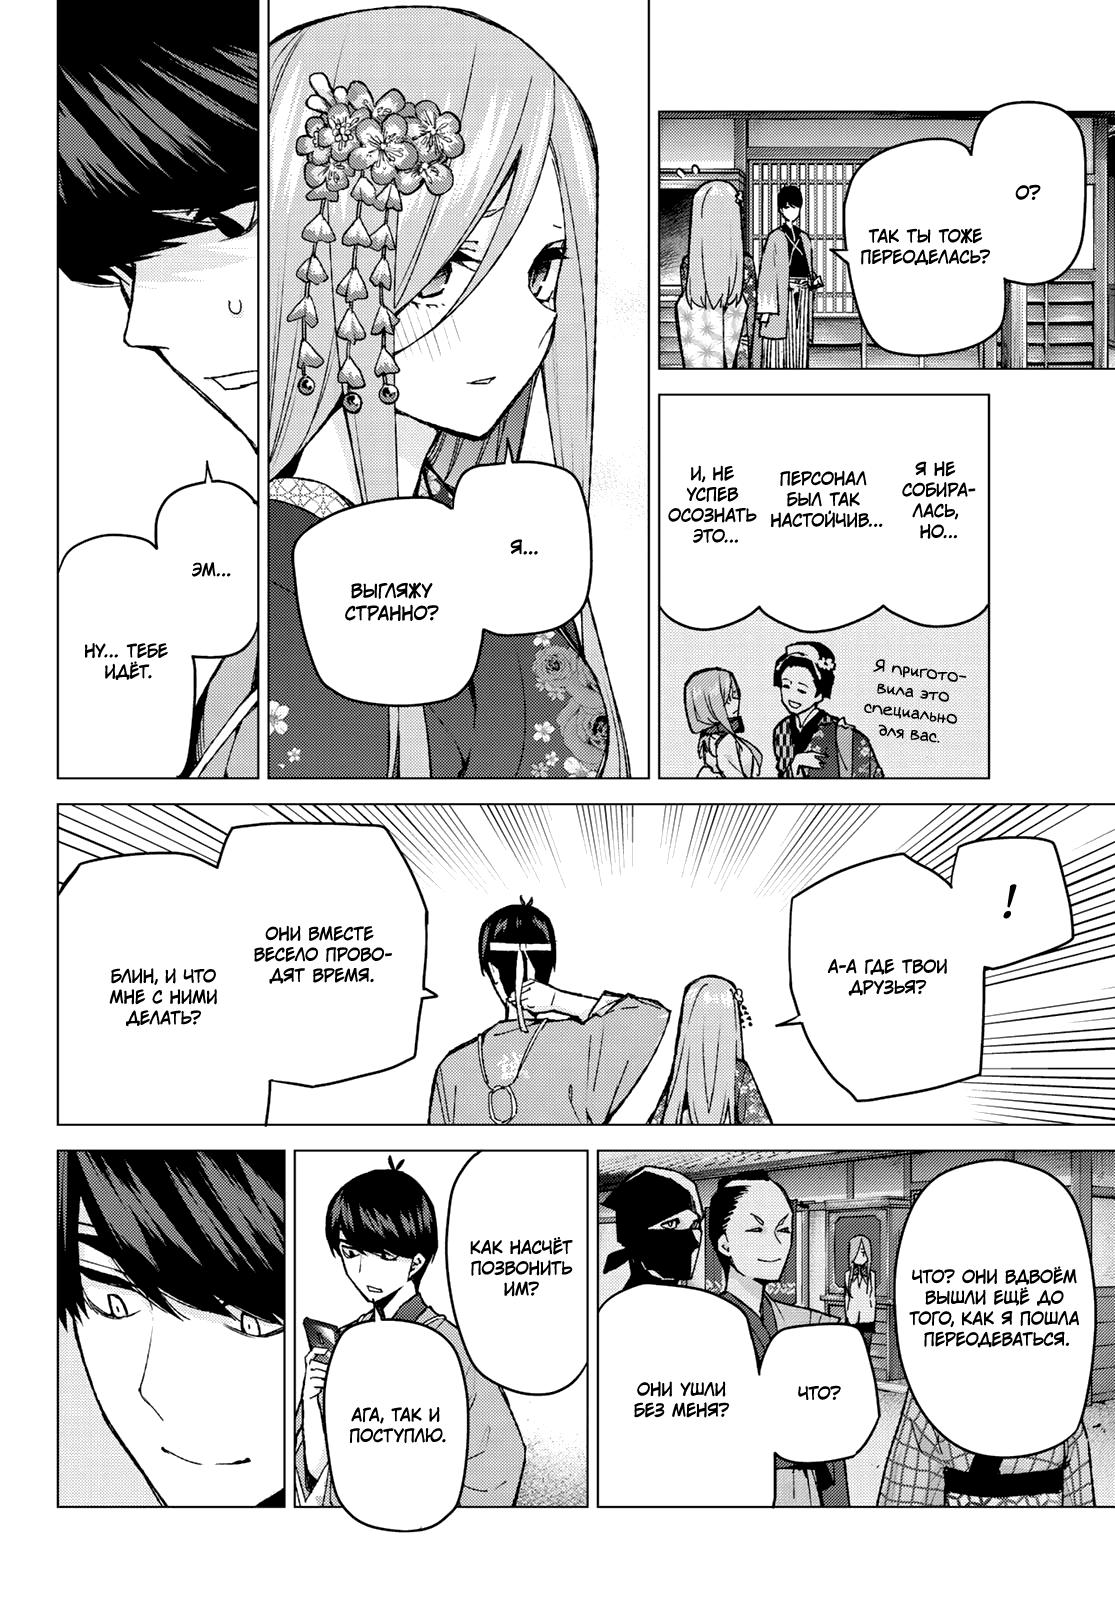 О?
ТАК ТЫ ТОЖЕ
ПЕРЕОДЕЛАСЬ?
Я НЕ
СОБИРА-
ЛАСЬ,
НО...
ПЕРСОНАЛ
БЫЛ ТАК
НАСТОЙЧИВ...
И, НЕ
УСПЕВ
ОСОЗНАТЬ
ЭТО...
Я пригото-
вила это
специально
для вас.
Я...
ВЫГЛЯЖУ
СТРАННО?
ЭМ...
НУ... ТЕБЕ
ИДЁТ.
!
А-А ГДЕ ТВОИ
ДРУЗЬЯ?
ОНИ ВМЕСТЕ
ВЕСЕЛО ПРОВО-
ДЯТ ВРЕМЯ.
БЛИН, И ЧТО
МНЕ С НИМИ
ДЕЛАТЬ?
ЧТО? ОНИ ВДВОЁМ
ВЫШЛИ ЕЩЁ ДО
ТОГО, КАК Я ПОШЛА
ПЕРЕОДЕВАТЬСЯ.
ЧТО?
ОНИ УШЛИ
БЕЗ МЕНЯ?
КАК НАСЧЁТ
ПОЗВОНИТЬ
ИМ?
АГА, ТАК И
ПОСТУПЛЮ.